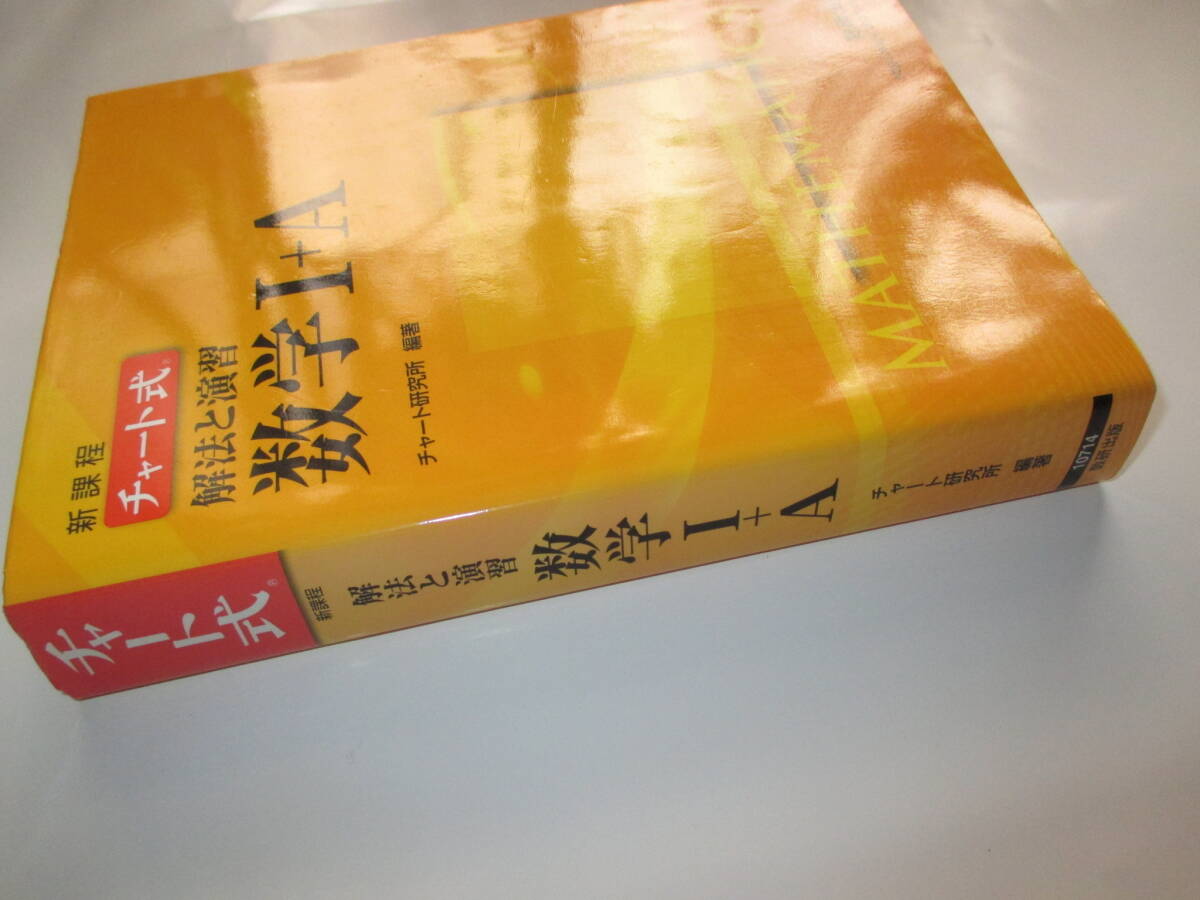 新課程
チャート式®
解法と演習
数学I+A
チャート研究所 編著
MATHEMATICS
チャート式®
新課程
解法と演習
数学I+A
チャート研究所 編著
10714
数研出版